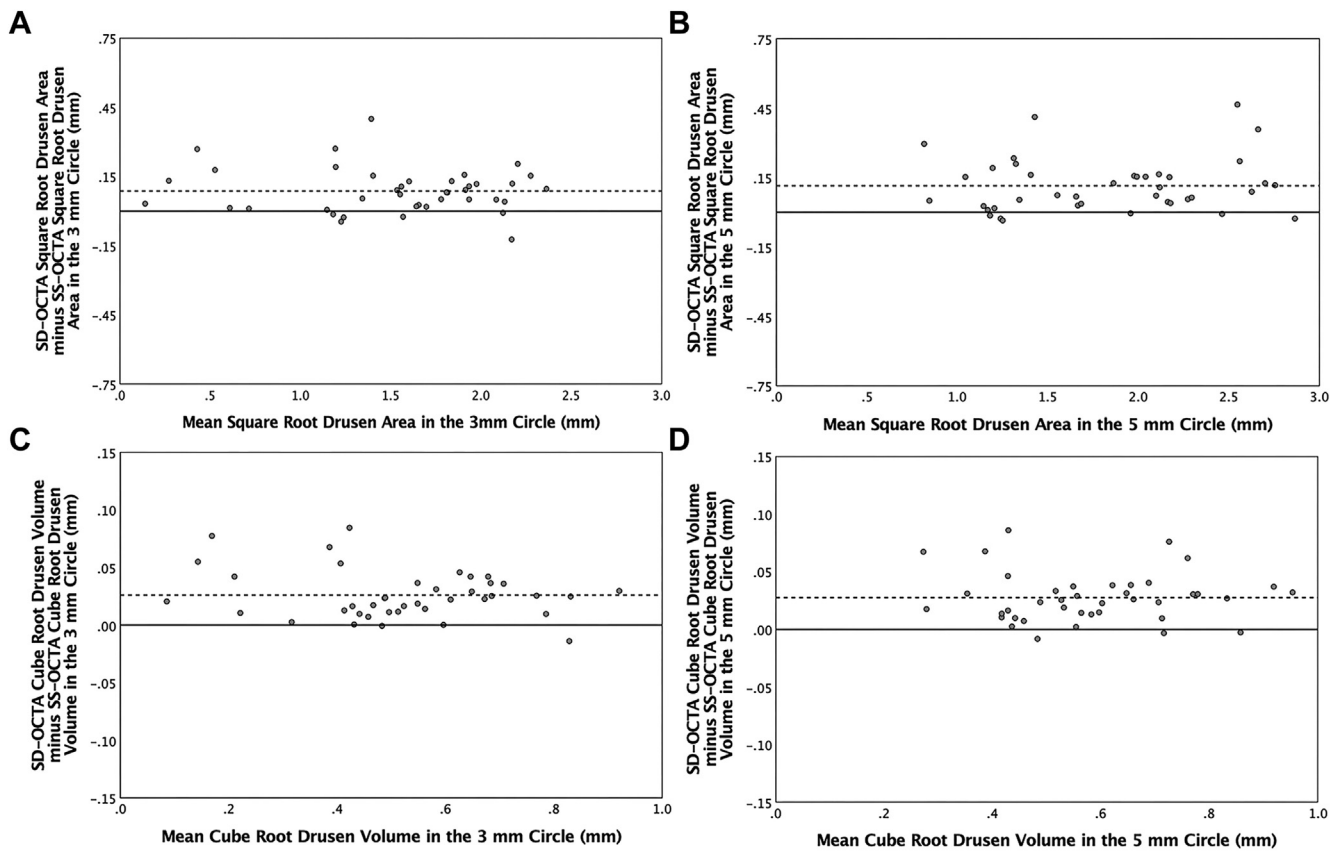 A
SD-OCTA Square Root Drusen Area
minus SS-OCTA Square Root Drusen
Area in the 3 mm Circle (mm)
.75
.45
.15
-.15
-.45
-.75
.0
.5
1.0
1.5
2.0
2.5
3.0
Mean Square Root Drusen Area in the 3mm Circle (mm)
B
SD-OCTA Square Root Drusen Area
minus SS-OCTA Square Root Drusen
Area in the 5 mm Circle (mm)
.75
.45
.15
-.15
-.45
-.75
.0
.5
1.0
1.5
2.0
2.5
3.0
Mean Square Root Drusen Area in the 5 mm Circle (mm)
C
SD-OCTA Cube Root Drusen Volume
minus SS-OCTA Cube Root Drusen
Volume in the 3 mm Circle (mm)
.15
.10
.05
.00
-.05
-.10
-.15
.0
.2
.4
.6
.8
1.0
Mean Cube Root Drusen Volume in the 3 mm Circle (mm)
D
SD-OCTA Cube Root Drusen Volume
minus SS-OCTA Cube Root Drusen
Volume in the 5 mm Circle (mm)
.15
.10
.05
.00
-.05
-.10
-.15
.0
.2
.4
.6
.8
1.0
Mean Cube Root Drusen Volume in the 5 mm Circle (mm)